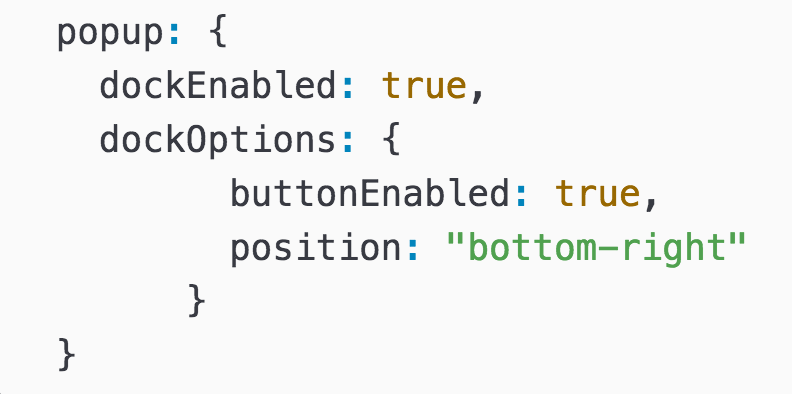 popup: {
  dockEnabled: true,
  dockOptions: {
        buttonEnabled: true,
        position: "bottom-right"
      }
}